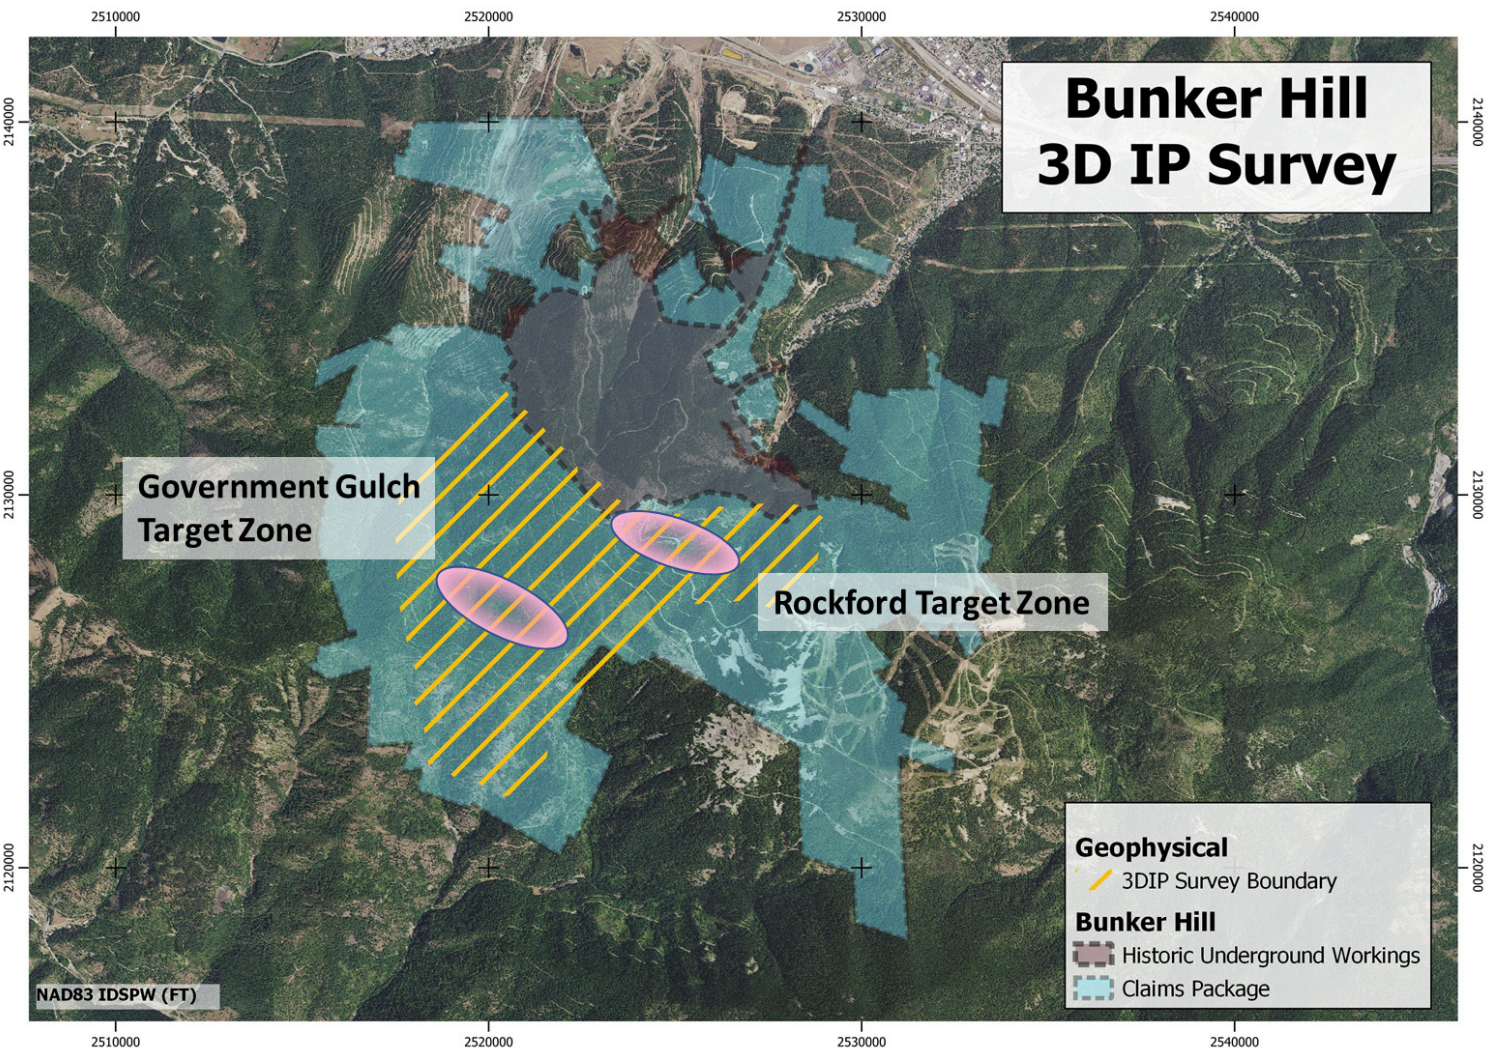 2510000
2520000
2530000
2540000
Bunker Hill
3D IP Survey
2140000
2140000
Government Gulch
Target Zone
2130000
2130000
Rockford Target Zone
2120000
2120000
Geophysical
3DIP Survey Boundary
Bunker Hill
Historic Underground Workings
Claims Package
NAD83 IDSPW (FT)
2510000
2520000
2530000
2540000